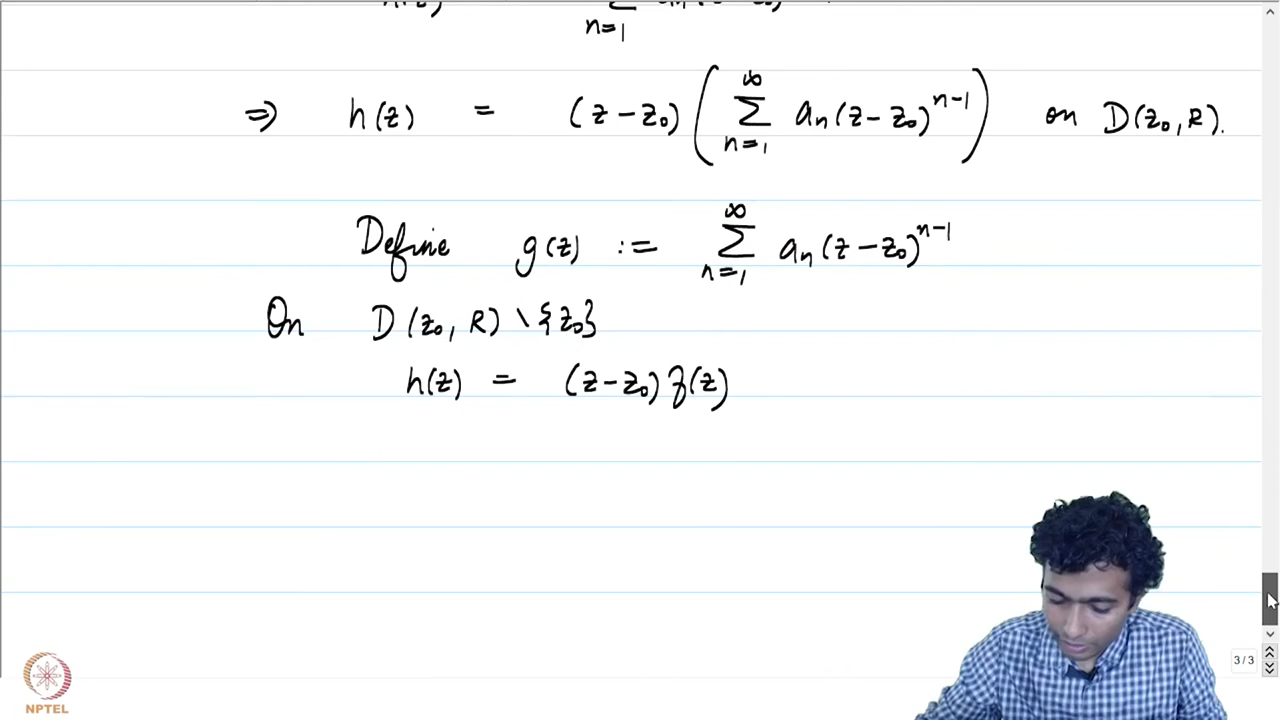 n=1
⇒ h(z) = (z-z₀) ( ∞ Σ n=1 aₙ(z-z₀)ⁿ⁻¹ ) on D(z₀, R).
Define g(z) := ∞ Σ n=1 aₙ(z-z₀)ⁿ⁻¹
On D(z₀, R) \ {z₀}
h(z) = (z-z₀) f(z)
3 / 3
NPTEL